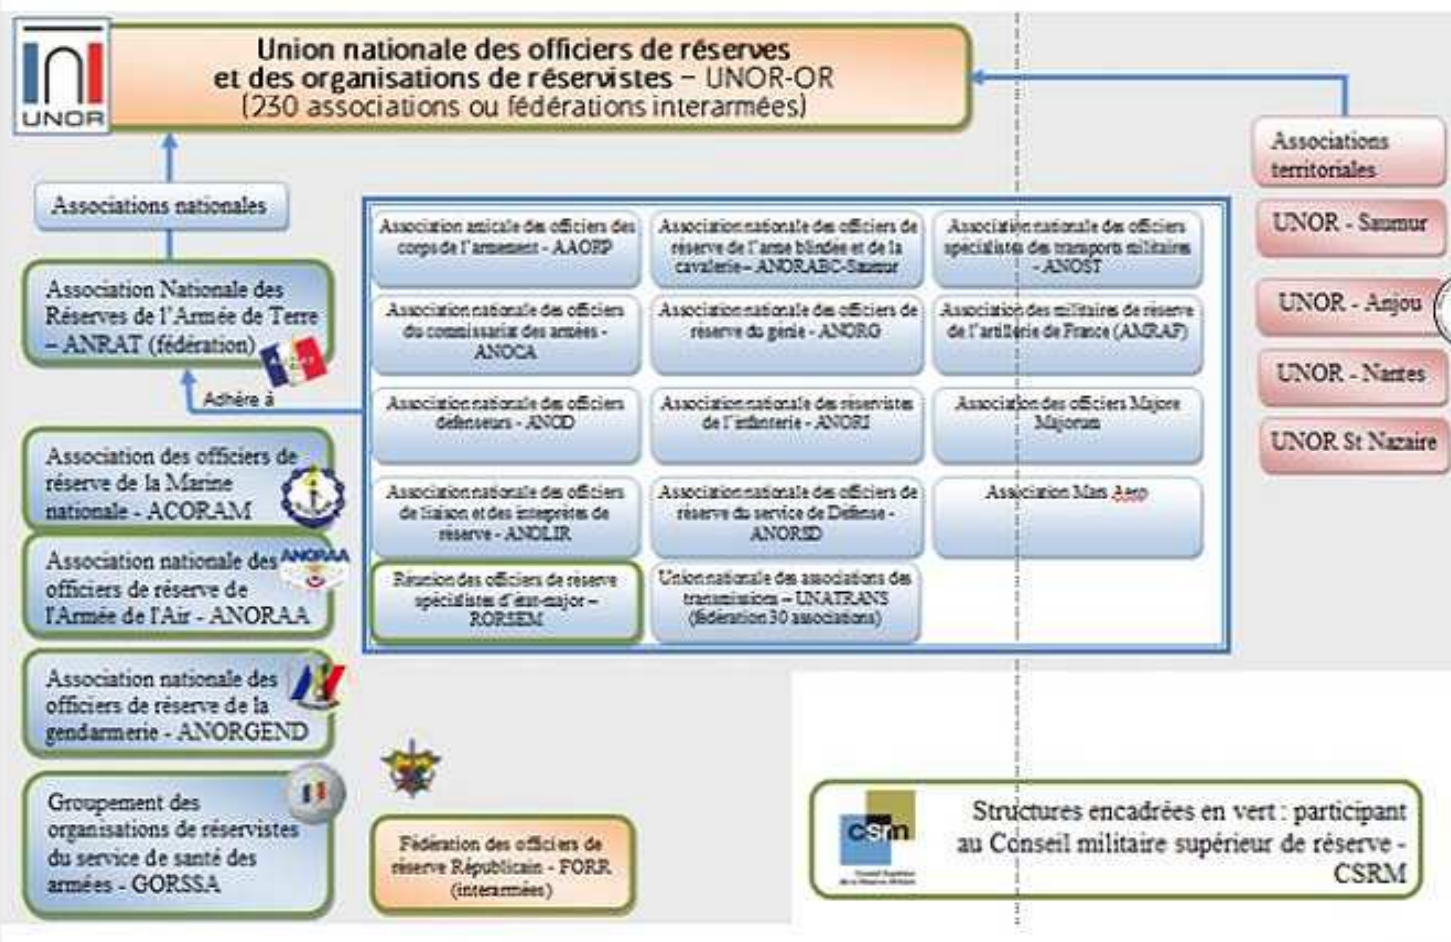 UNOR
Union nationale des officiers de réserves
et des organisations de réservistes – UNOR-OR
(230 associations ou fédérations interarmées)
Associations
territoriales
UNOR - Saumur
UNOR - Anjou
UNOR - Nantes
UNOR St Nazaire
Associations nationales
Association Nationale des
Réserves de l'Armée de Terre
– ANRAT (fédération)
Adhère à
Association des officiers de
réserve de la Marine
nationale - ACORAM
Association nationale des
officiers de réserve de
l'Armée de l'Air - ANORAA
ANORAA
Association nationale des
officiers de réserve de la
gendarmerie - ANORGEND
Groupement des
organisations de réservistes
du service de santé des
armées - GORSSA
Association amicale des officiers des
corps de l'armement - AAOEP
Association nationale des officiers de
réserve de l'arme blindée et de la
cavalerie – ANORABC-Saumur
Association nationale des officiers
spécialistes des transports militaires
- ANOST
Association nationale des officiers
du commissariat des armées -
ANOCA
Association nationale des officiers de
réserve du génie - ANORG
Association des militaires de réserve
de l'artillerie de France (AMRAF)
Association nationale des officiers
défenseurs - ANOD
Association nationale des réservistes
de l'infanterie - ANORI
Association des officiers Majore
Majorum
Association nationale des officiers
de liaison et des interprètes de
réserve - ANOLIR
Association nationale des officiers de
réserve du service de Défense -
ANORSD
Association Mars Aero
Réunion des officiers de réserve
spécialistes d'état-major –
RORSEM
Union nationale des associations des
transmissions – UNATRANS
(fédération 30 associations)
Fédération des officiers de
réserve Républicain - FORR
(interarmées)
csrm
Structures encadrées en vert : participant
au Conseil militaire supérieur de réserve -
CSRM